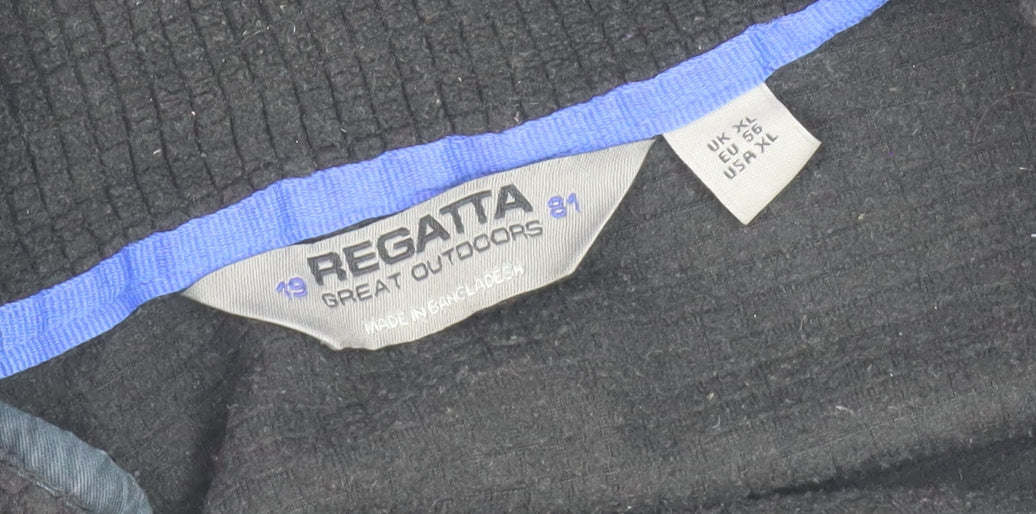 19 REGATTA 81
GREAT OUTDOORS
MADE IN BANGLADESH
UK XL
EU 56
USA XL